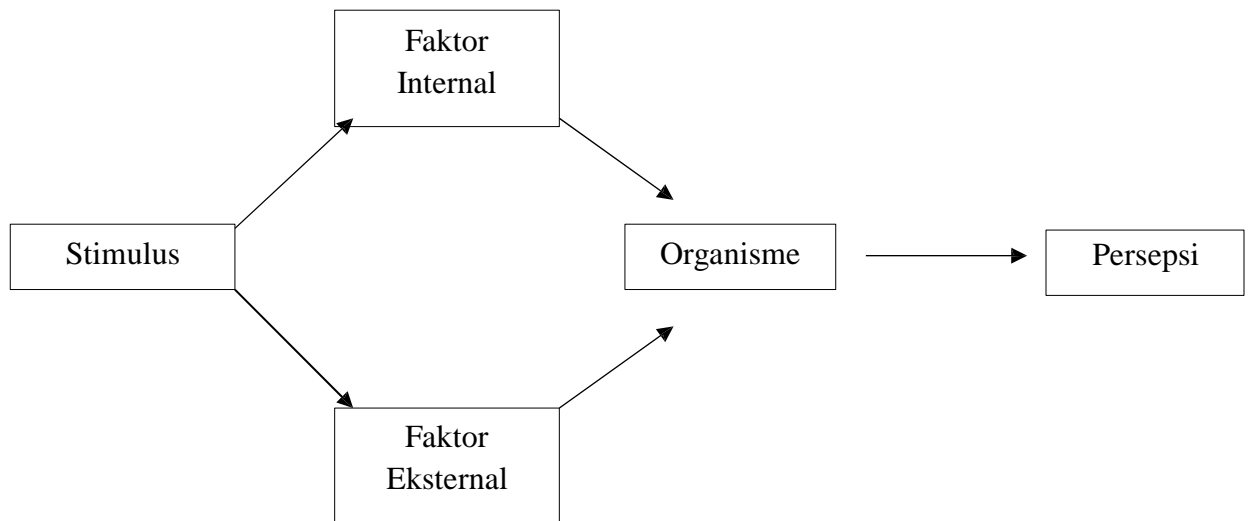 Faktor
Internal
Stimulus
Organisme
Persepsi
Faktor
Eksternal